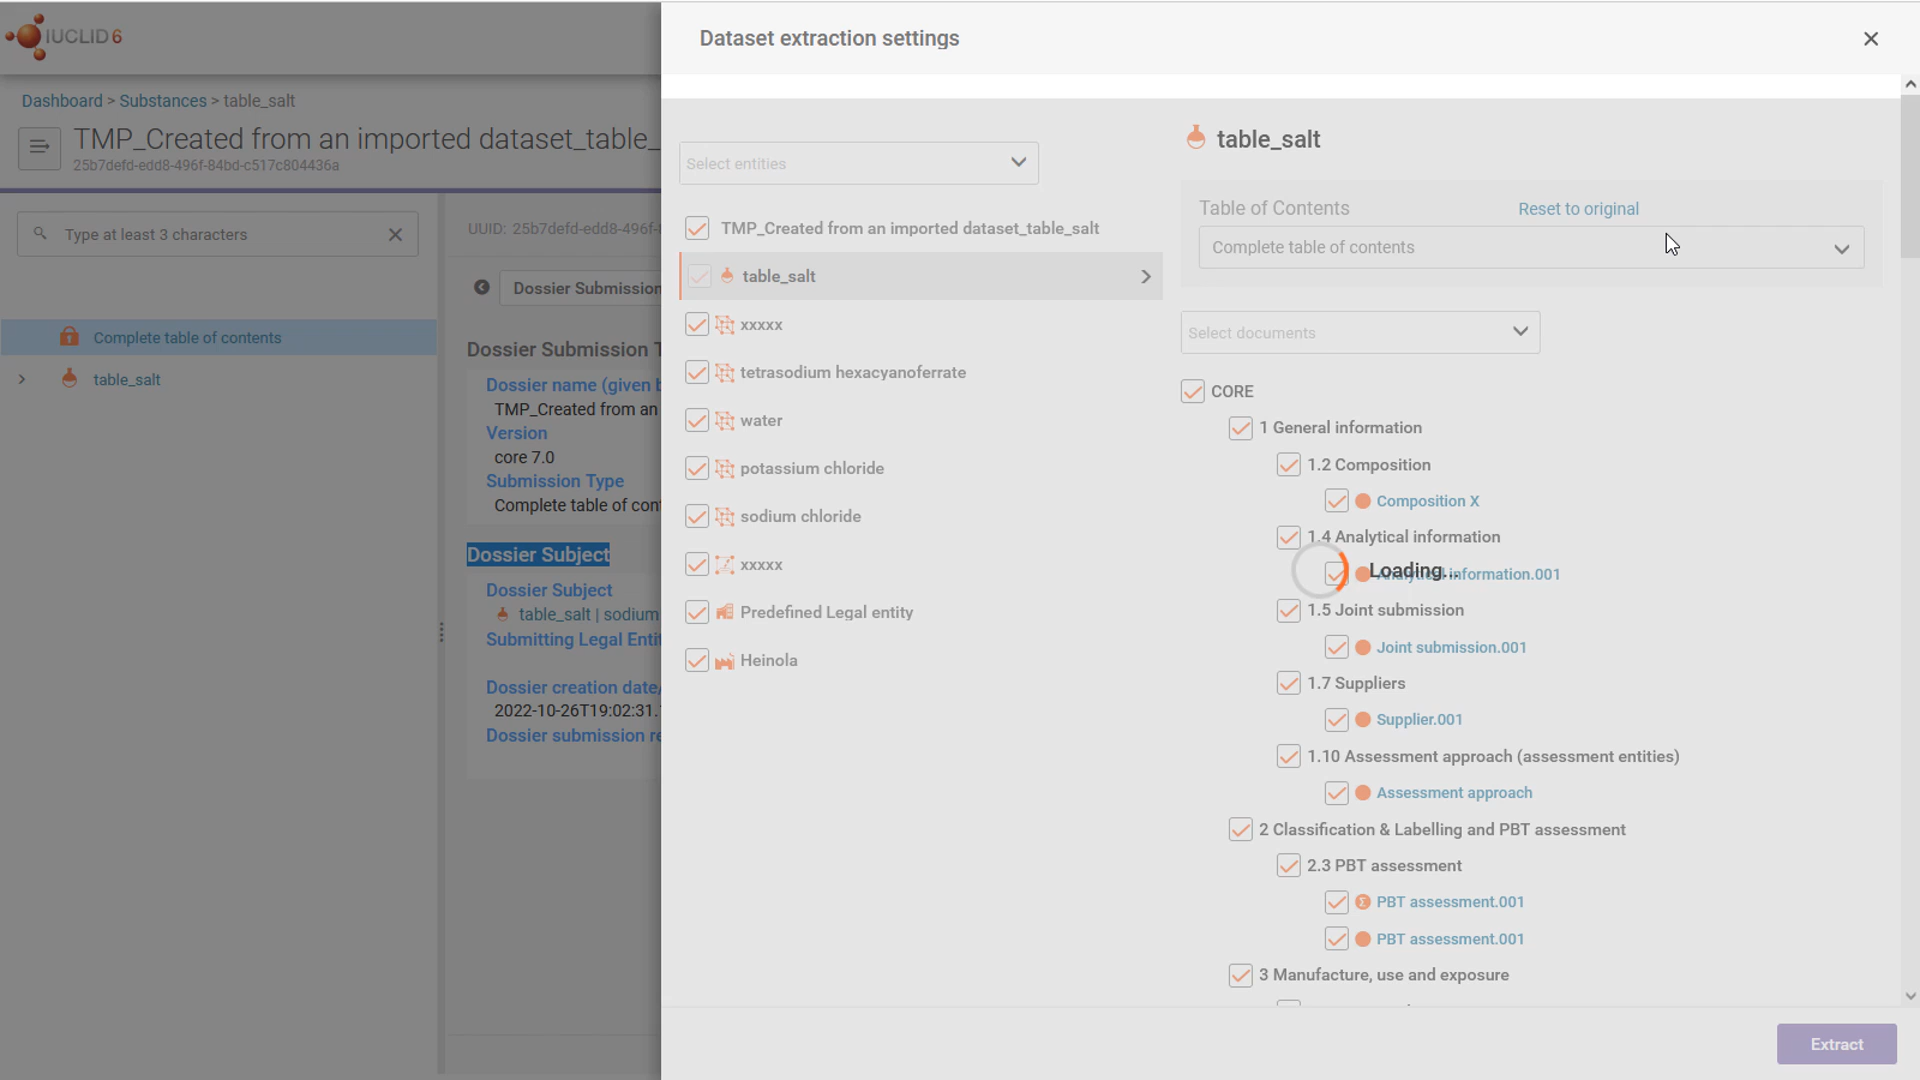 IUCLID 6
Dashboard > Substances > table_salt
TMP_Created from an imported dataset_table_
25b7defd-edd8-496f-84bd-c517c804436a
Type at least 3 characters
Complete table of contents
table_salt
UUID: 25b7defd-edd8-496f-
Dossier Submission
Dossier Submission T
Dossier name (given b
TMP_Created from an
Version
core 7.0
Submission Type
Complete table of con
Dossier Subject
Dossier Subject
table_salt | sodium
Submitting Legal Enti
Dossier creation date/
2022-10-26T19:02:31.
Dossier submission re
Dataset extraction settings
Select entities
TMP_Created from an imported dataset_table_salt
table_salt
xxxxx
tetrasodium hexacyanoferrate
water
potassium chloride
sodium chloride
xxxxx
Predefined Legal entity
Heinola
table_salt
Table of Contents
Reset to original
Complete table of contents
Select documents
CORE
1 General information
1.2 Composition
Composition X
1.4 Analytical information
Analytical information.001
Loading...
1.5 Joint submission
Joint submission.001
1.7 Suppliers
Supplier.001
1.10 Assessment approach (assessment entities)
Assessment approach
2 Classification & Labelling and PBT assessment
2.3 PBT assessment
PBT assessment.001
PBT assessment.001
3 Manufacture, use and exposure
Extract